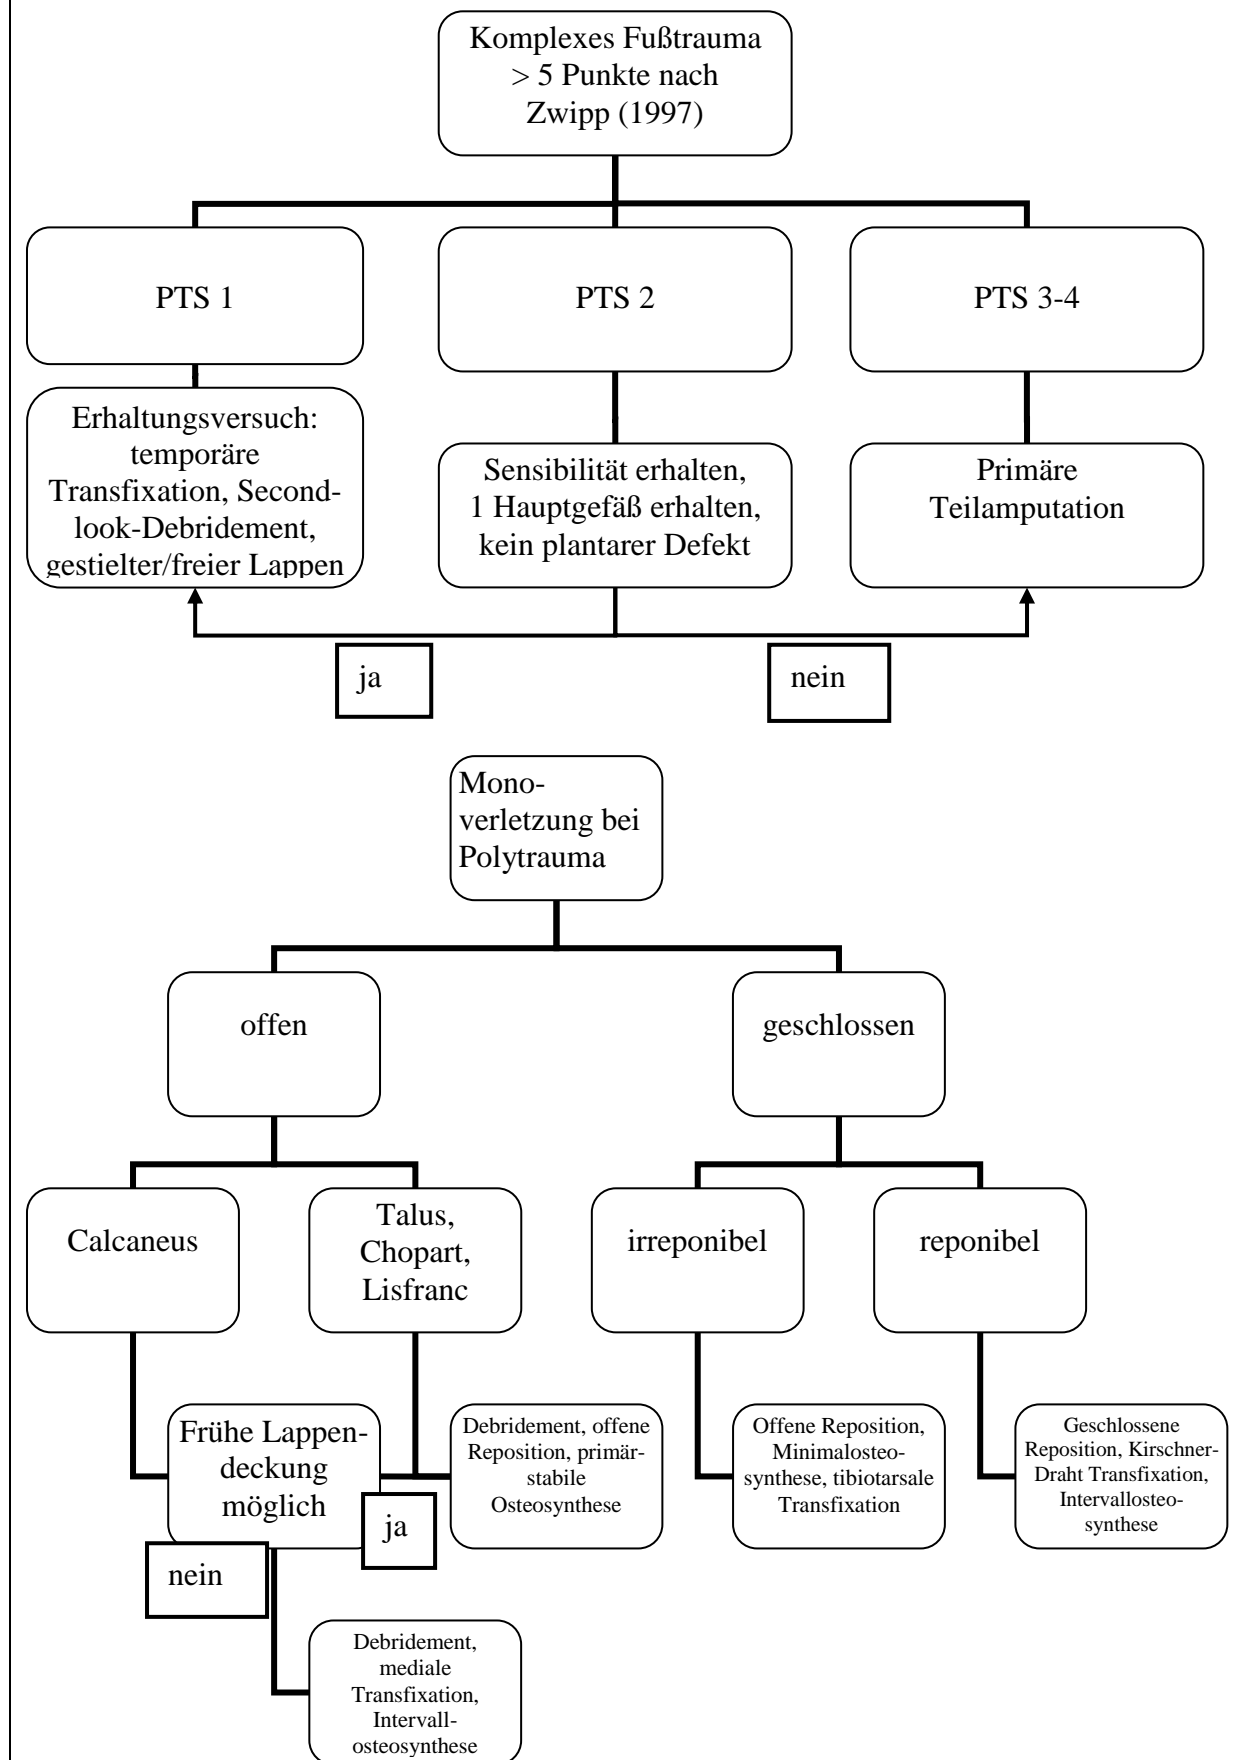 Komplexes Fußtrauma
> 5 Punkte nach
Zwipp (1997)
PTS 1
PTS 2
PTS 3-4
Erhaltungsversuch:
temporäre
Transfixation, Second-
look-Debridement,
gestielter/freier Lappen
Sensibilität erhalten,
1 Hauptgefäß erhalten,
kein plantarer Defekt
Primäre
Teilamputation
ja
nein
Mono-
verletzung bei
Polytrauma
offen
geschlossen
Calcaneus
Talus,
Chopart,
Lisfranc
irreponibel
reponibel
Frühe Lappen-
deckung
möglich
ja
nein
Debridement, offene
Reposition, primär-
stabile
Osteosynthese
Offene Reposition,
Minimalosteo-
synthese, tibiotarsale
Transfixation
Geschlossene
Reposition, Kirschner-
Draht Transfixation,
Intervallosteo-
synthese
Debridement,
mediale
Transfixation,
Intervall-
osteosynthese